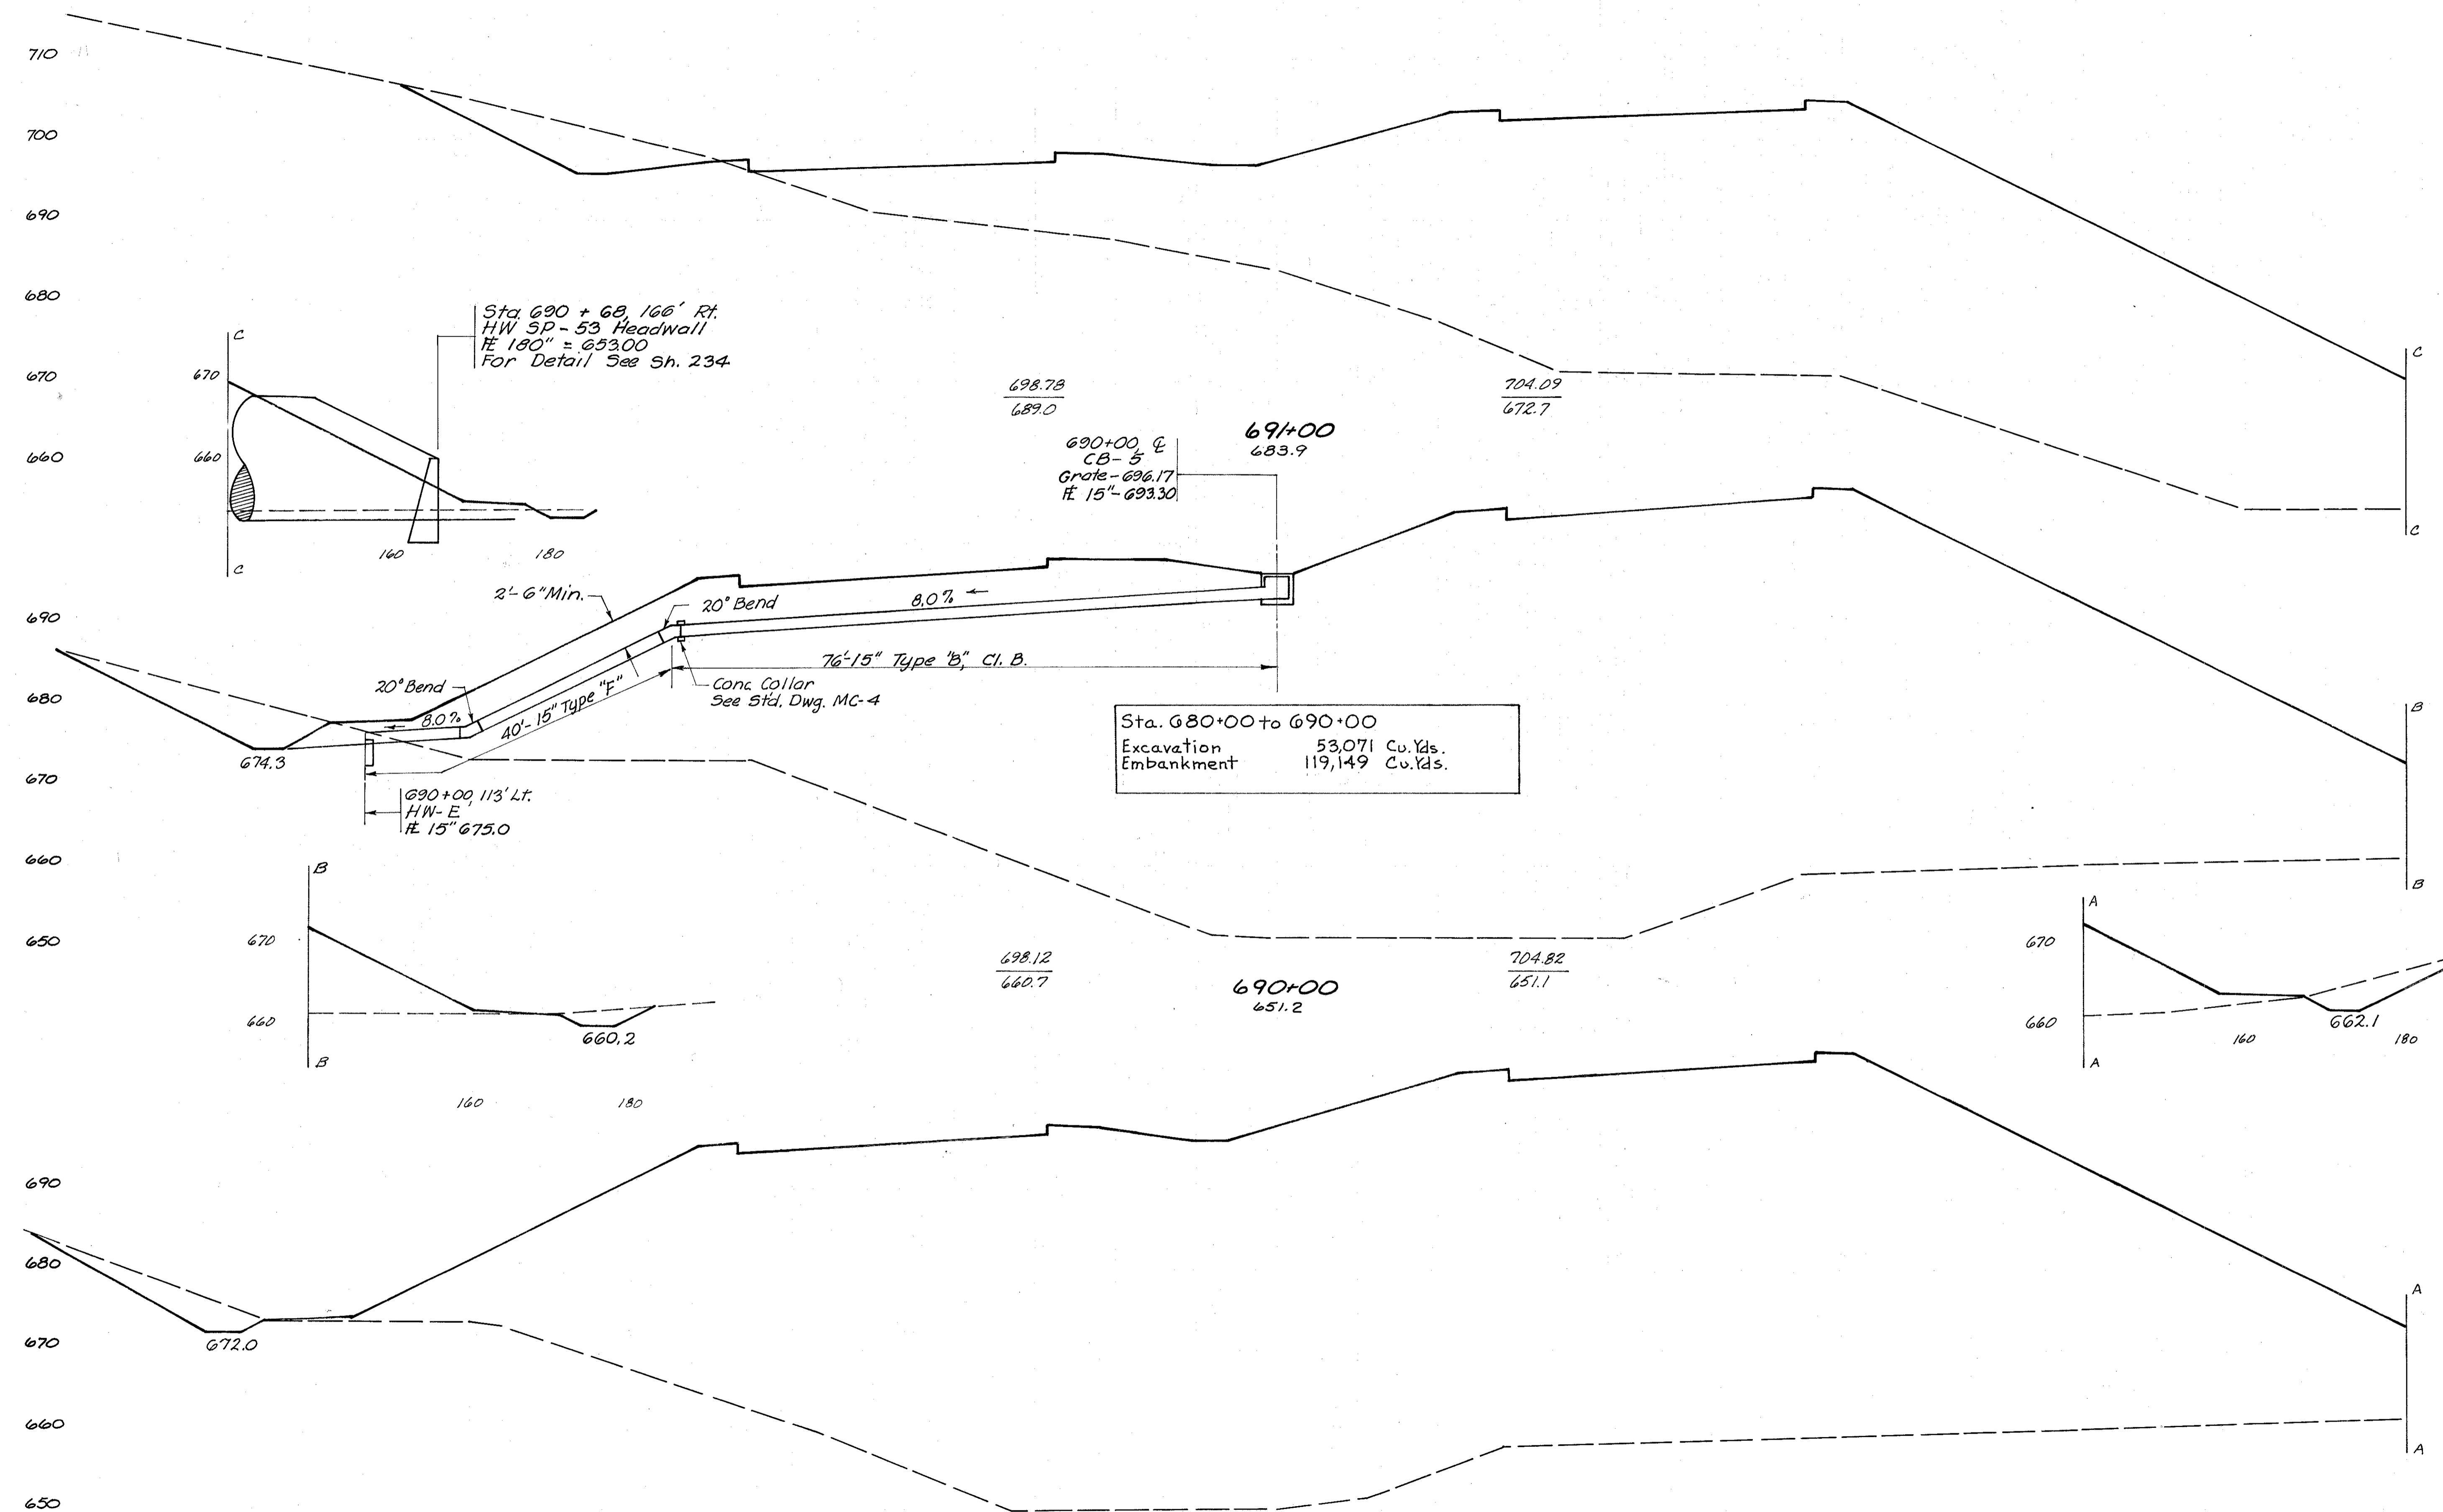 710
700
690
680
670
660
C
670
660
C
160
180
Sta. 690 + 68, 166' Rt.
HW SP-53 Headwall
℄ 180" = 653.00
For Detail See Sh. 234
698.78
689.0
704.09
672.7
691+00
683.9
C
C
690+00, ℄
CB-5
Grate-696.17
℄ 15"-693.30
690
680
670
660
650
2'-6" Min.
20° Bend
8.0%
76'-15" Type "B", Cl. B.
Conc. Collar
See Std. Dwg. MC-4
20° Bend
8.0%
40'-15" Type "F"
674.3
690+00, 113' Lt.
HW-E
℄ 15" 675.0
Sta. 680+00 to 690+00
Excavation 53,071 Cu.Yds.
Embankment 119,149 Cu.Yds.
B
B
B
670
660
B
660.2
160
180
698.12
660.7
704.82
651.1
690+00
651.2
A
670
660
A
662.1
160
180
690
680
670
660
650
672.0
A
A